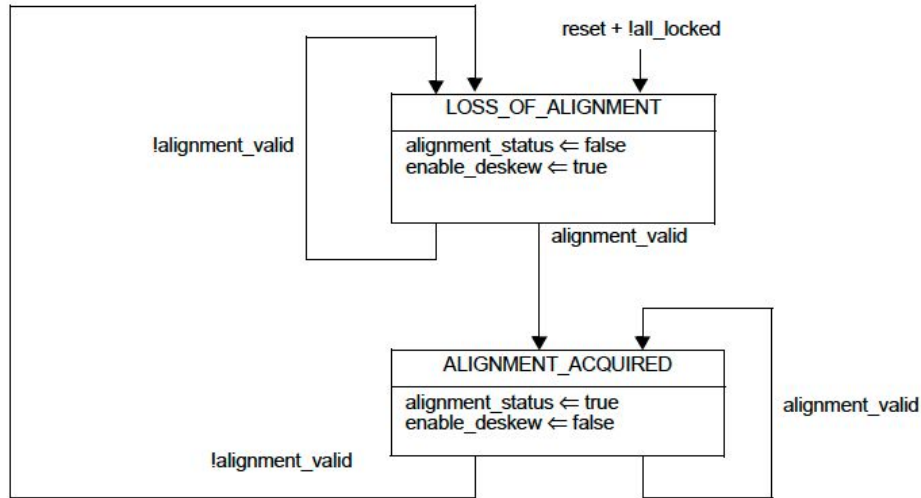 reset + !all_locked
LOSS_OF_ALIGNMENT
!alignment_valid
alignment_status ⇐ false
enable_deskew ⇐ true
alignment_valid
ALIGNMENT_ACQUIRED
alignment_status ⇐ true
enable_deskew ⇐ false
alignment_valid
!alignment_valid